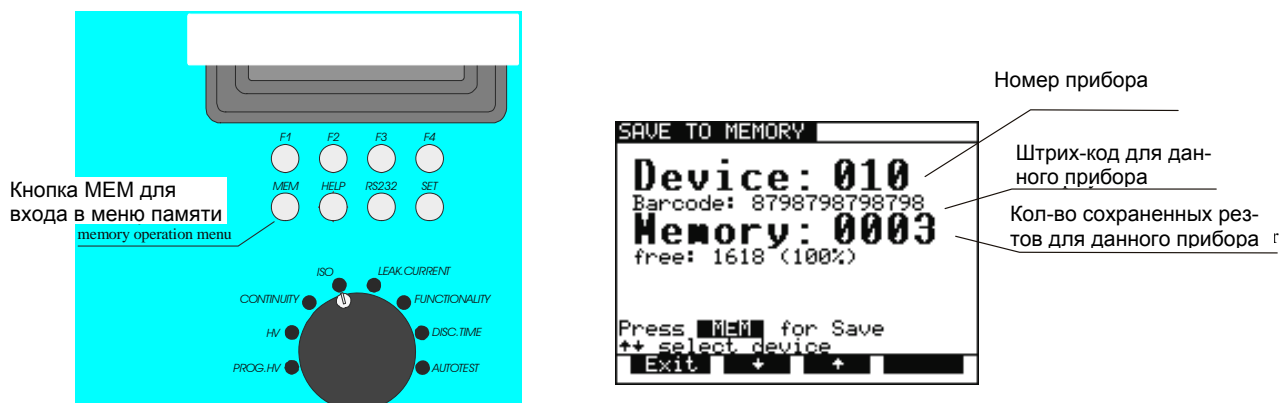 F1 F2 F3 F4
MEM HELP RS232 SET
Кнопка МЕМ для
входа в меню памяти
memory operation menu
ISO LEAK.CURRENT
CONTINUITY FUNCTIONALITY
HV DISC.TIME
PROG.HV AUTOTEST
Номер прибора
Штрих-код для дан-
ного прибора
Кол-во сохраненных рез-
тов для данного прибора
SAVE TO MEMORY
Device: 010
Barcode: 8798798798798
Memory: 0003
free: 1618 (100%)
Press MEM for Save
↑↓ select device
Exit ↓ ↑